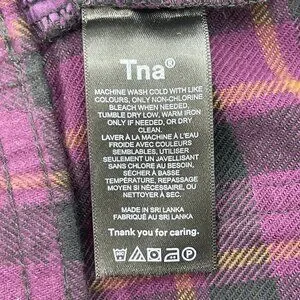 Tna®
MACHINE WASH COLD WITH LIKE
COLOURS, ONLY NON-CHLORINE
BLEACH WHEN NEEDED.
TUMBLE DRY LOW, WARM IRON
ONLY IF NEEDED, OR DRY
CLEAN.
LAVER À LA MACHINE À L'EAU
FROIDE AVEC COULEURS
SEMBLABLES, UTILISER
SEULEMENT UN JAVELLISANT
SANS CHLORE AU BESOIN,
SÉCHER À BASSE
TEMPÉRATURE, REPASSAGE
MOYEN SI NÉCESSAIRE, OU
NETTOYER À SEC.
MADE IN SRI LANKA
FABRIQUÉ AU SRI LANKA
Thank you for caring.